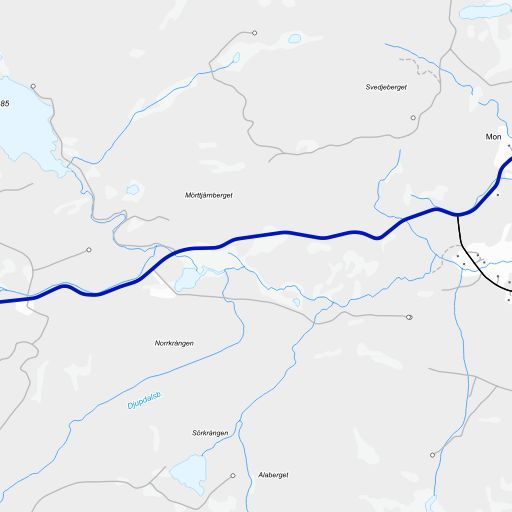 Svedjeberget
85
Mon
Mörttjärnberget
Norrkrången
Djupdalsb.
Sörkrången
Alaberget